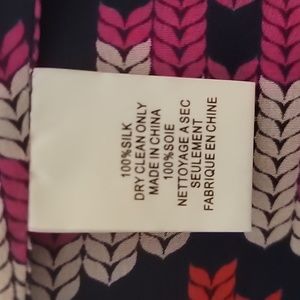 100%SILK
DRY CLEAN ONLY
MADE IN CHINA
100%SOIE
NETTOYAGE A SEC
SEULEMENT
FABRIQUE EN CHINE